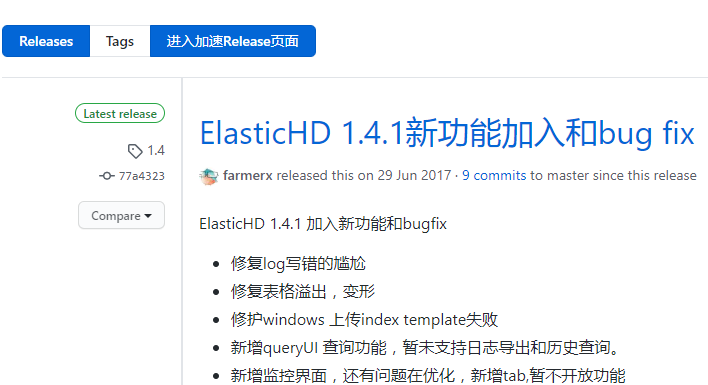 Releases Tags 进入加速Release页面
Latest release
1.4
77a4323
Compare
ElasticHD 1.4.1新功能加入和bug fix
farmerx released this on 29 Jun 2017 · 9 commits to master since this release
ElasticHD 1.4.1 加入新功能和bugfix
• 修复log写错的尴尬
• 修复表格溢出，变形
• 修护windows 上传index template失败
• 新增queryUI 查询功能，暂未支持日志导出和历史查询。
• 新增监控界面，还有问题在优化，新增tab,暂不开放功能